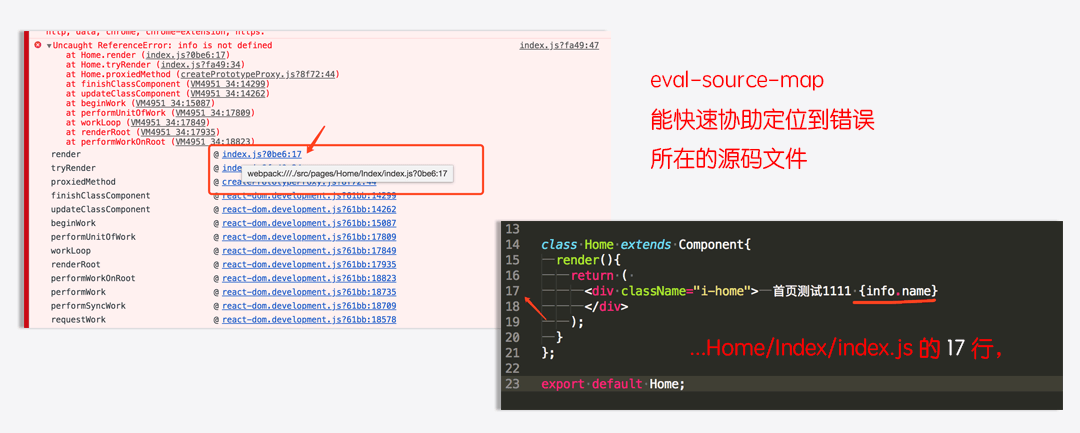 http, data, chrome, chrome-extension, https.
Uncaught ReferenceError: info is not defined index.js?fa49:47
at Home.render (index.js?0be6:17)
at Home.tryRender (index.js?fa49:34)
at Home.proxiedMethod (createPrototypeProxy.js?8f72:44)
at finishClassComponent (VM4951 34:14299)
at updateClassComponent (VM4951 34:14262)
at beginWork (VM4951 34:15087)
at performUnitOfWork (VM4951 34:17809)
at workLoop (VM4951 34:17849)
at renderRoot (VM4951 34:17935)
at performWorkOnRoot (VM4951 34:18823)
render @ index.js?0be6:17
tryRender @ inde
webpack:///./src/pages/Home/Index/index.js?0be6:17
proxiedMethod @ createPrototypeProxy.js?8f72:44
finishClassComponent @ react-dom.development.js?61bb:14299
updateClassComponent @ react-dom.development.js?61bb:14262
beginWork @ react-dom.development.js?61bb:15087
performUnitOfWork @ react-dom.development.js?61bb:17809
workLoop @ react-dom.development.js?61bb:17849
renderRoot @ react-dom.development.js?61bb:17935
performWorkOnRoot @ react-dom.development.js?61bb:18823
performWork @ react-dom.development.js?61bb:18735
performSyncWork @ react-dom.development.js?61bb:18709
requestWork @ react-dom.development.js?61bb:18578
eval-source-map
能快速协助定位到错误
所在的源码文件
13
14 class Home extends Component{
15 render(){
16 return (
17 <div className="i-home"> 首页测试1111 {info.name}
18 </div>
19 );
20 }
21 };
22
23 export default Home;
...Home/Index/index.js 的 17 行，